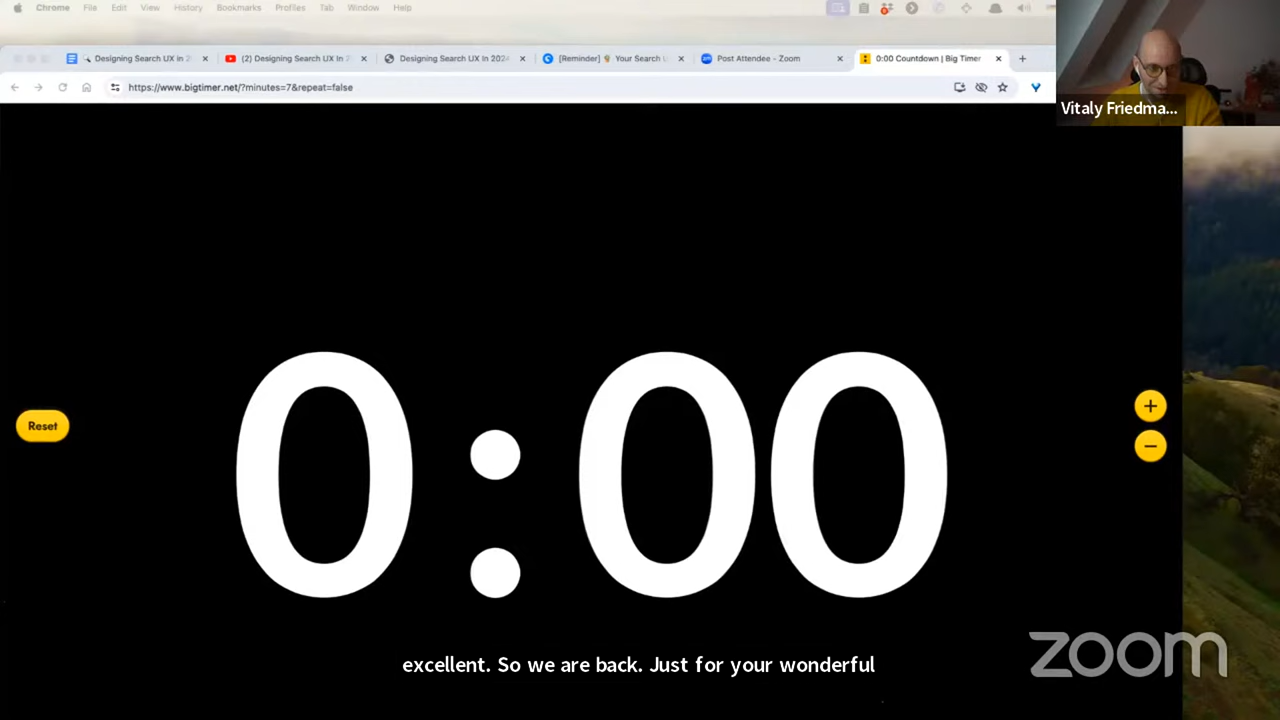 Chrome File Edit View History Bookmarks Profiles Tab Window Help
Designing Search UX in 2
(2) Designing Search UX In 2
Designing Search UX In 2024
[Reminder] Your Search U
Post Attendee - Zoom
0:00 Countdown | Big Timer
https://www.bigtimer.net/?minutes=7&repeat=false
Vitaly Friedma...
Reset
0:00
+
−
excellent. So we are back. Just for your wonderful
zoom